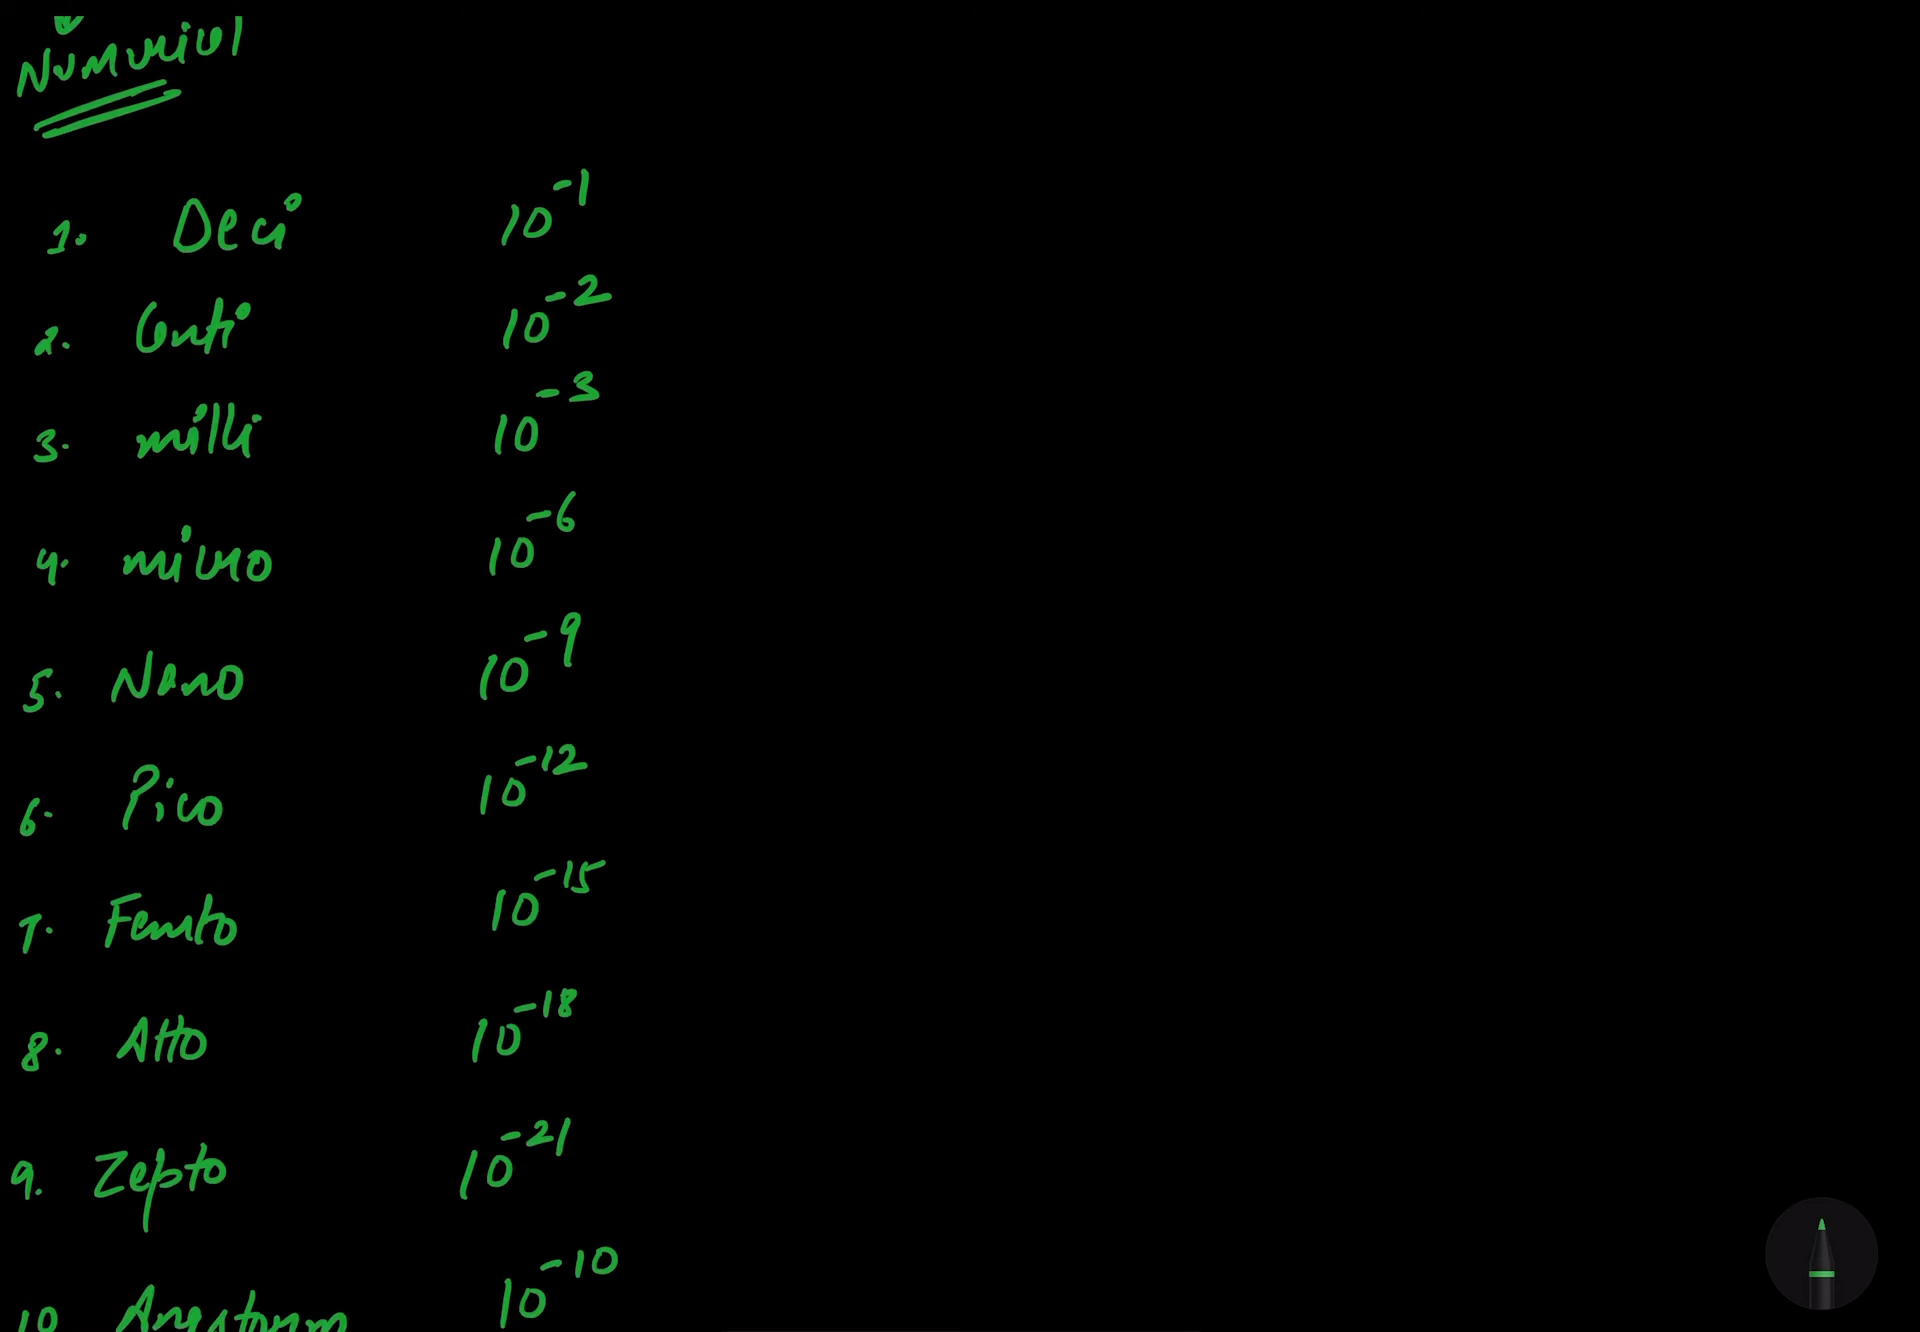 Numerical
1. Deci 10^-1
2. Centi 10^-2
3. milli 10^-3
4. micro 10^-6
5. Nano 10^-9
6. Pico 10^-12
7. Femto 10^-15
8. Atto 10^-18
9. Zepto 10^-21
10 Angstorm 10^-10